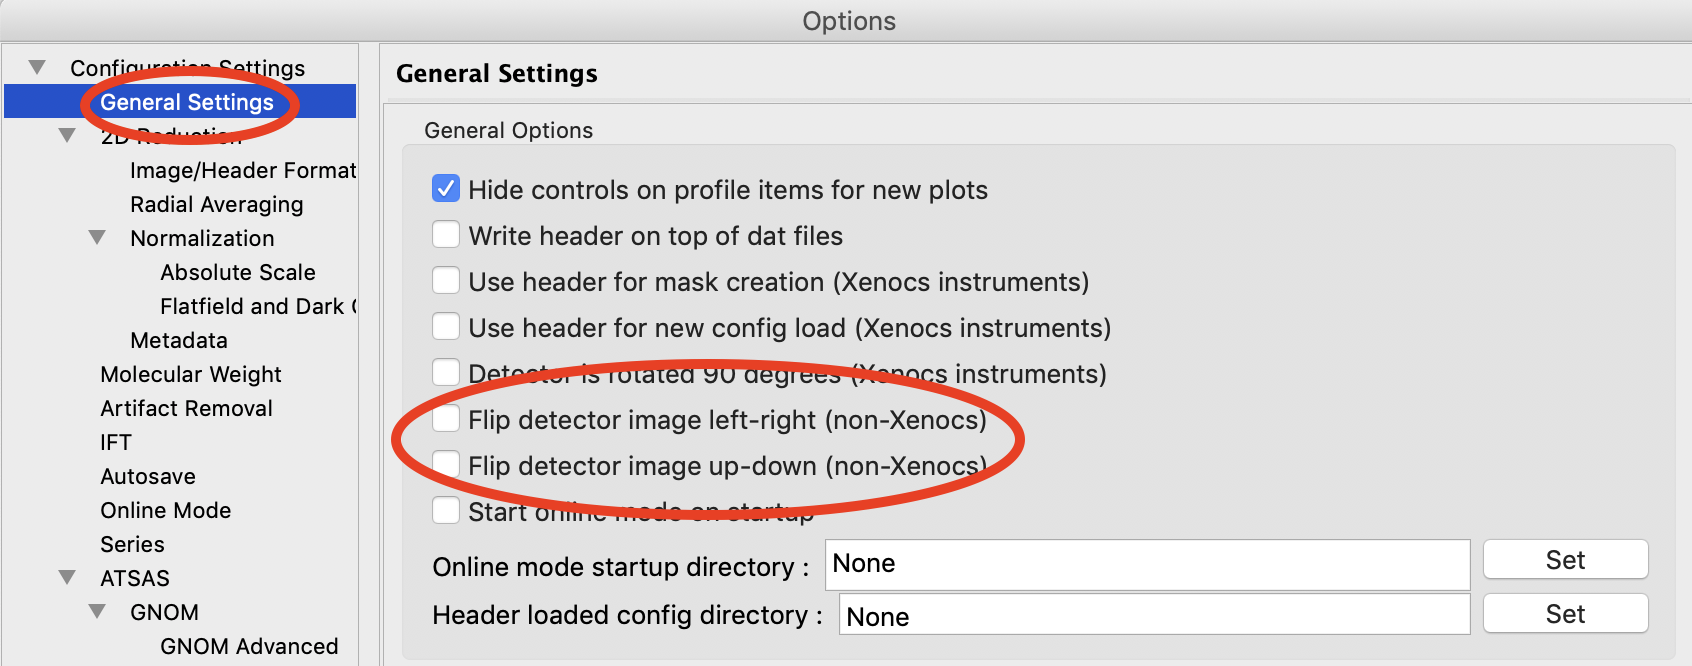 Options
Configuration Settings
General Settings
2D Reduction
Image/Header Format
Radial Averaging
Normalization
Absolute Scale
Flatfield and Dark
Metadata
Molecular Weight
Artifact Removal
IFT
Autosave
Online Mode
Series
ATSAS
GNOM
GNOM Advanced
General Settings
General Options
Hide controls on profile items for new plots
Write header on top of dat files
Use header for mask creation (Xenocs instruments)
Use header for new config load (Xenocs instruments)
Detector is rotated 90 degrees (Xenocs instruments)
Flip detector image left-right (non-Xenocs)
Flip detector image up-down (non-Xenocs)
Start online mode on startup
Online mode startup directory : None Set
Header loaded config directory : None Set